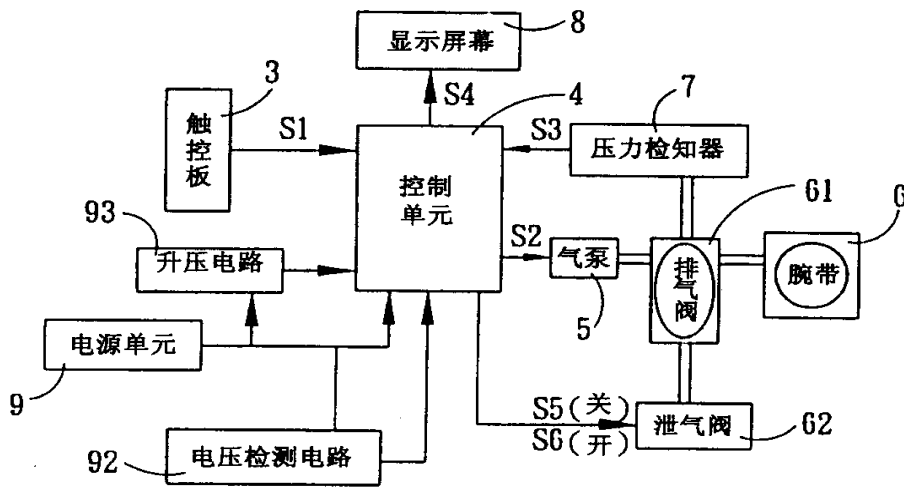 8
显示屏幕
3
S4
4
7
触控板
S1
S3
压力检知器
控制单元
61
6
93
S2
升压电路
气泵
排气阀
腕带
5
电源单元
9
S5(关)
S6(开)
泄气阀
62
电压检测电路
92